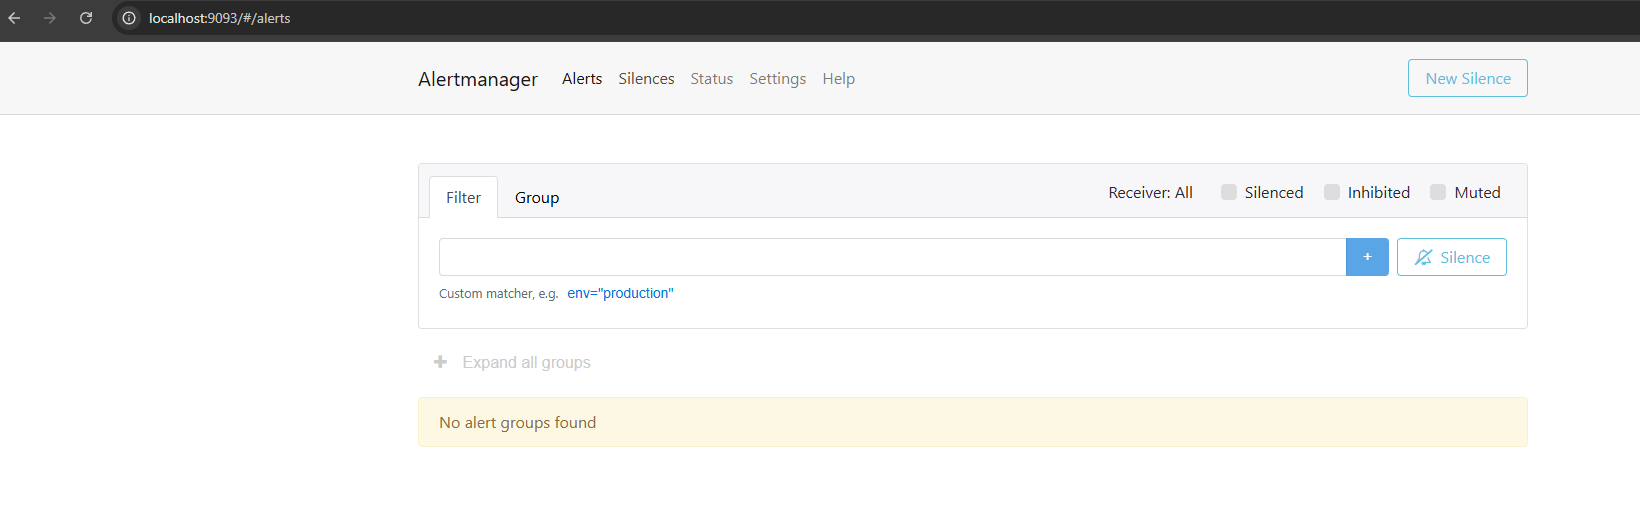 localhost:9093/#/alerts
Alertmanager Alerts Silences Status Settings Help New Silence
Filter Group Receiver: All Silenced Inhibited Muted
+ Silence
Custom matcher, e.g. env="production"
+ Expand all groups
No alert groups found